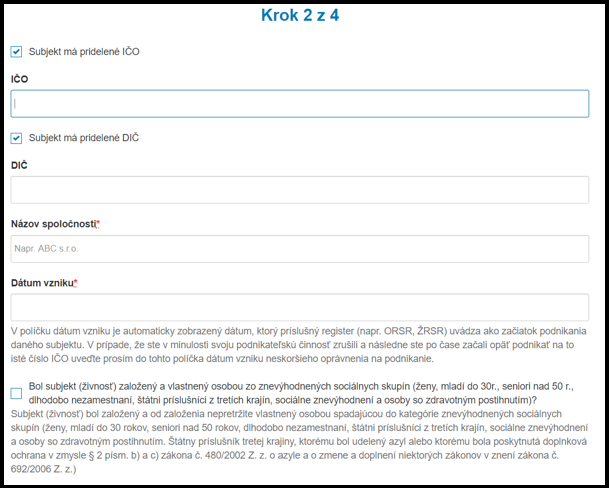 Krok 2 z 4
Subjekt má pridelené IČO
IČO
Subjekt má pridelené DIČ
DIČ
Názov spoločnosti*
Napr. ABC s.r.o.
Dátum vzniku*
V políčku dátum vzniku je automaticky zobrazený dátum, ktorý príslušný register (napr. ORSR, ŽRSR) uvádza ako začiatok podnikania
daného subjektu. V prípade, že ste v minulosti svoju podnikateľskú činnosť zrušili a následne ste po čase začali opäť podnikať na to
isté číslo IČO uveďte prosím do tohto políčka dátum vzniku neskoršieho oprávnenia na podnikanie.
Bol subjekt (živnosť) založený a vlastnený osobou zo znevýhodnených sociálnych skupín (ženy, mladí do 30r., seniori nad 50 r.,
dlhodobo nezamestnaní, štátni príslušníci z tretích krajín, sociálne znevýhodnení a osoby so zdravotným postihnutím)?
Subjekt (živnosť) bol založený a od založenia nepretržite vlastnený osobou spadajúcou do kategórie znevýhodnených sociálnych
skupín (ženy, mladí do 30 rokov, seniori nad 50 rokov, dlhodobo nezamestnaní, štátni príslušníci z tretích krajín, sociálne znevýhodnení
a osoby so zdravotným postihnutím. Štátny príslušník tretej krajiny, ktorému bol udelený azyl alebo ktorému bola poskytnutá doplnková
ochrana v zmysle § 2 písm. b) a c) zákona č. 480/2002 Z. z. o azyle a o zmene a doplnení niektorých zákonov v znení zákona č.
692/2006 Z. z.)